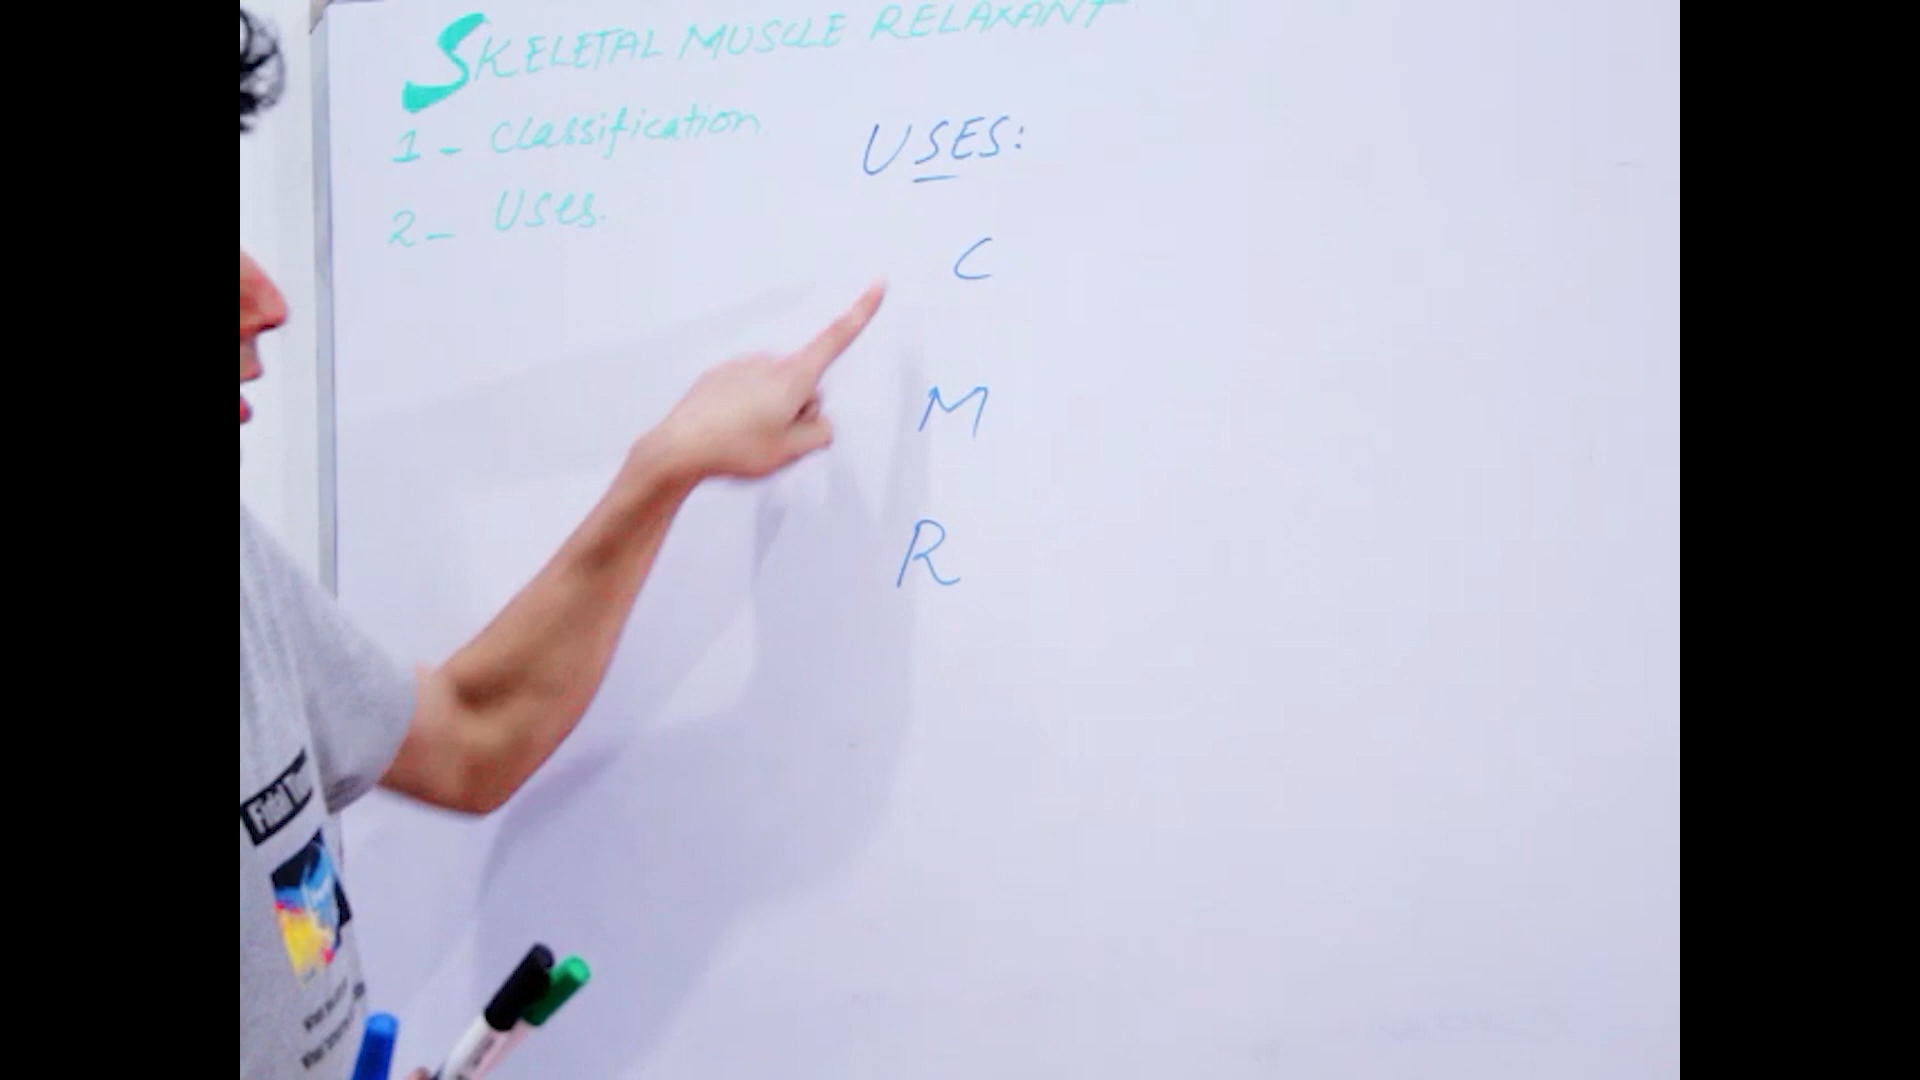 SKELETAL MUSCLE RELAXANT
1 - Classification
2 - Uses.
USES:
C
M
R